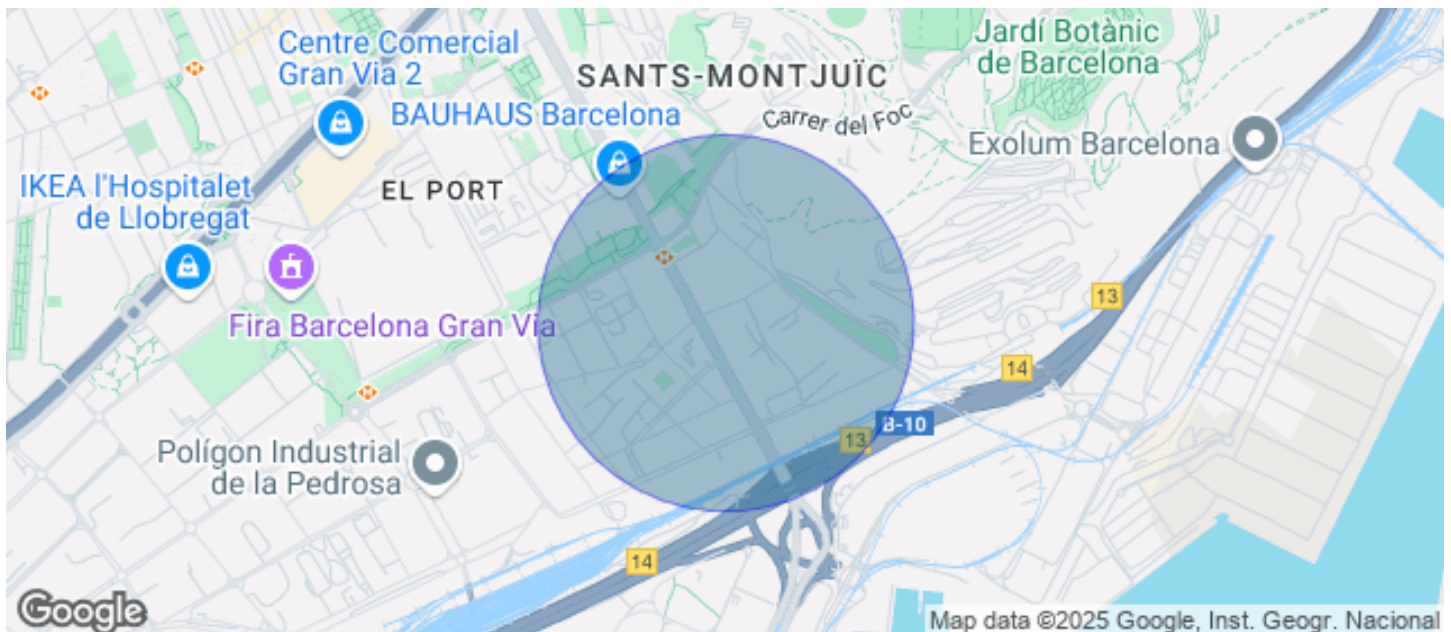 Centre Comercial
Gran Via 2
SANTS-MONTJUÏC
Jardí Botànic
de Barcelona
BAUHAUS Barcelona
Carrer del Foc
Exolum Barcelona
IKEA l'Hospitalet
de Llobregat
EL PORT
Fira Barcelona Gran Via
13
14
B-10
13
Polígon Industrial
de la Pedrosa
14
Google
Map data ©2025 Google, Inst. Geogr. Nacional